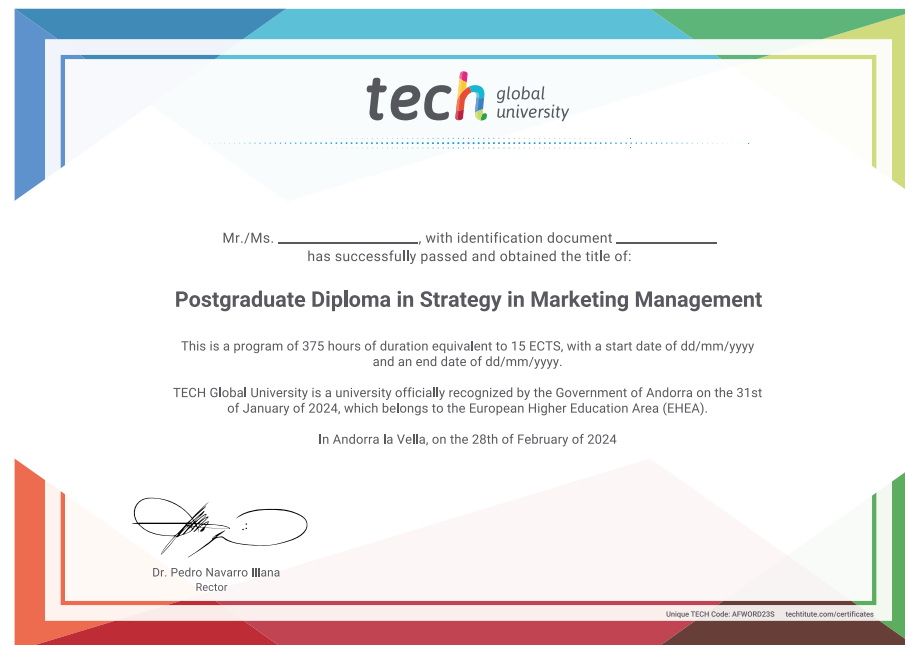 tech global university
Mr./Ms. ________________, with identification document ____________
has successfully passed and obtained the title of:
Postgraduate Diploma in Strategy in Marketing Management
This is a program of 375 hours of duration equivalent to 15 ECTS, with a start date of dd/mm/yyyy
and an end date of dd/mm/yyyy.
TECH Global University is a university officially recognized by the Government of Andorra on the 31st
of January of 2024, which belongs to the European Higher Education Area (EHEA).
In Andorra la Vella, on the 28th of February of 2024
Dr. Pedro Navarro Illana
Rector
Unique TECH Code: AFWORD23S techtitute.com/certificates